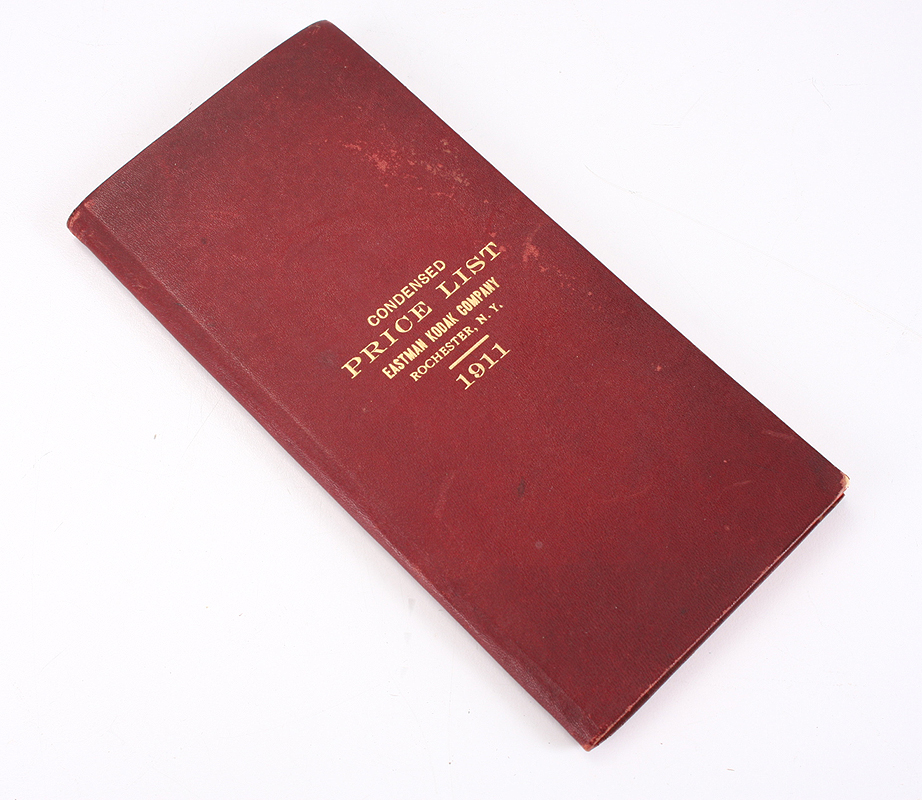 CONDENSED
PRICE LIST
EASTMAN KODAK COMPANY
ROCHESTER, N. Y.
1911